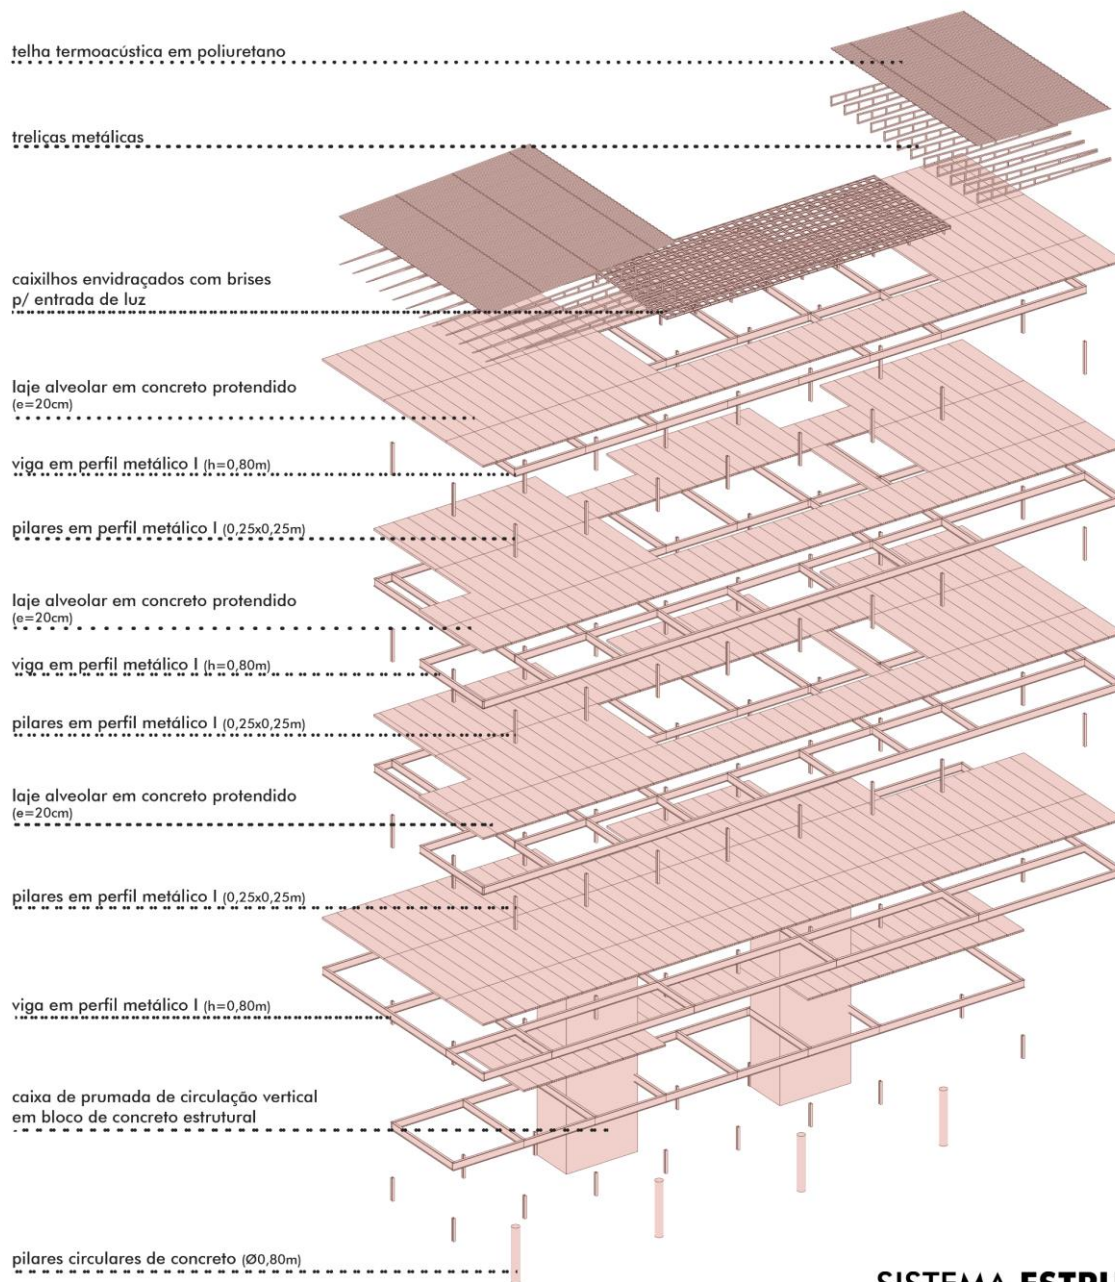 telha termoacústica em poliuretano
treliças metálicas
caixilhos envidraçados com brises
p/ entrada de luz
laje alveolar em concreto protendido
(e=20cm)
viga em perfil metálico I (h=0,80m)
pilares em perfil metálico I (0,25x0,25m)
laje alveolar em concreto protendido
(e=20cm)
viga em perfil metálico I (h=0,80m)
pilares em perfil metálico I (0,25x0,25m)
laje alveolar em concreto protendido
(e=20cm)
pilares em perfil metálico I (0,25x0,25m)
viga em perfil metálico I (h=0,80m)
caixa de prumada de circulação vertical
em bloco de concreto estrutural
pilares circulares de concreto (Ø0,80m)
SISTEMA